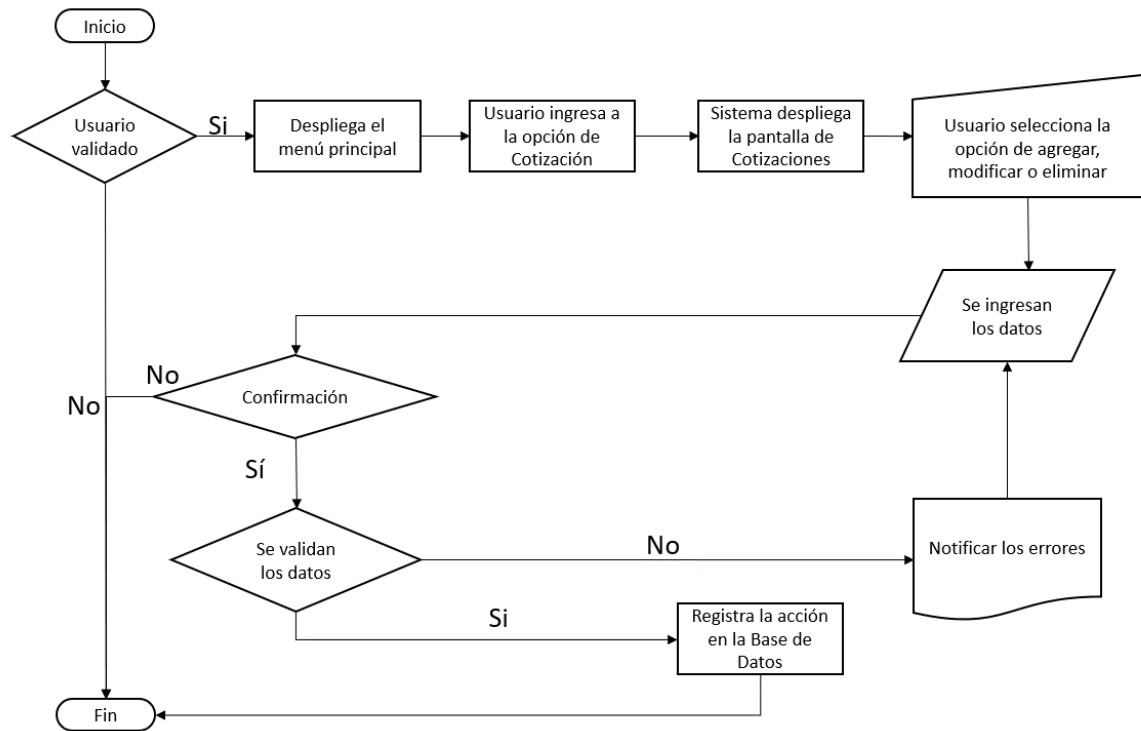 Inicio
Usuario
validado
Si
Despliega el
menú principal
Usuario ingresa a
la opción de
Cotización
Sistema despliega
la pantalla de
Cotizaciones
Usuario selecciona la
opción de agregar,
modificar o eliminar
Se ingresan
los datos
No
No
Confirmación
Sí
Se validan
los datos
No
Notificar los errores
Si
Registra la acción
en la Base de
Datos
Fin